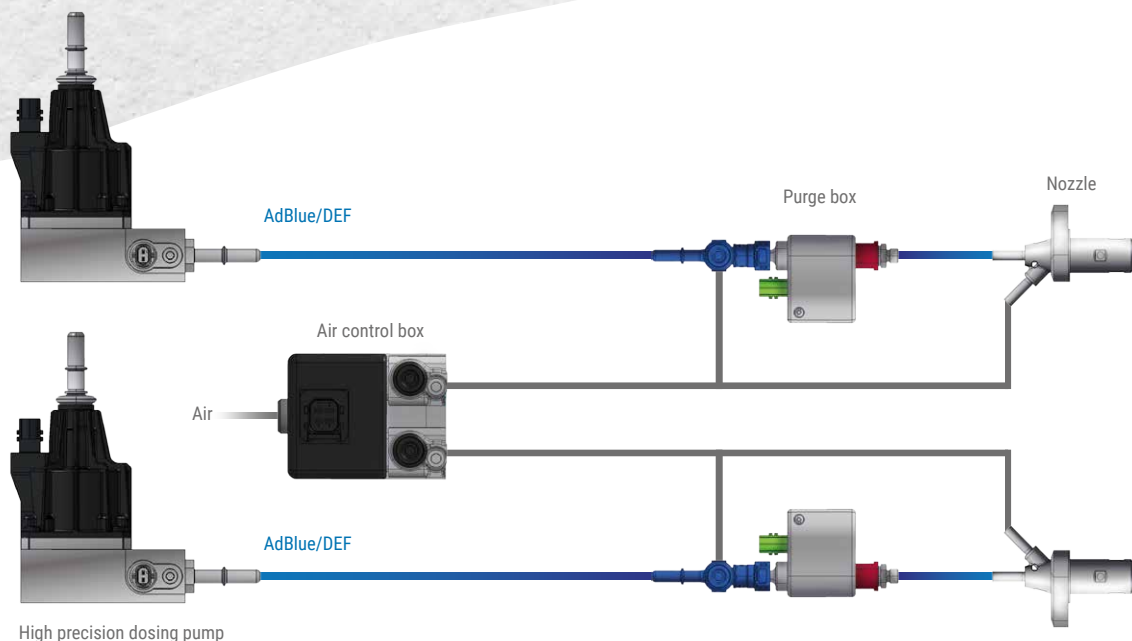 Nozzle
Purge box
AdBlue/DEF
Air control box
Air
AdBlue/DEF
High precision dosing pump